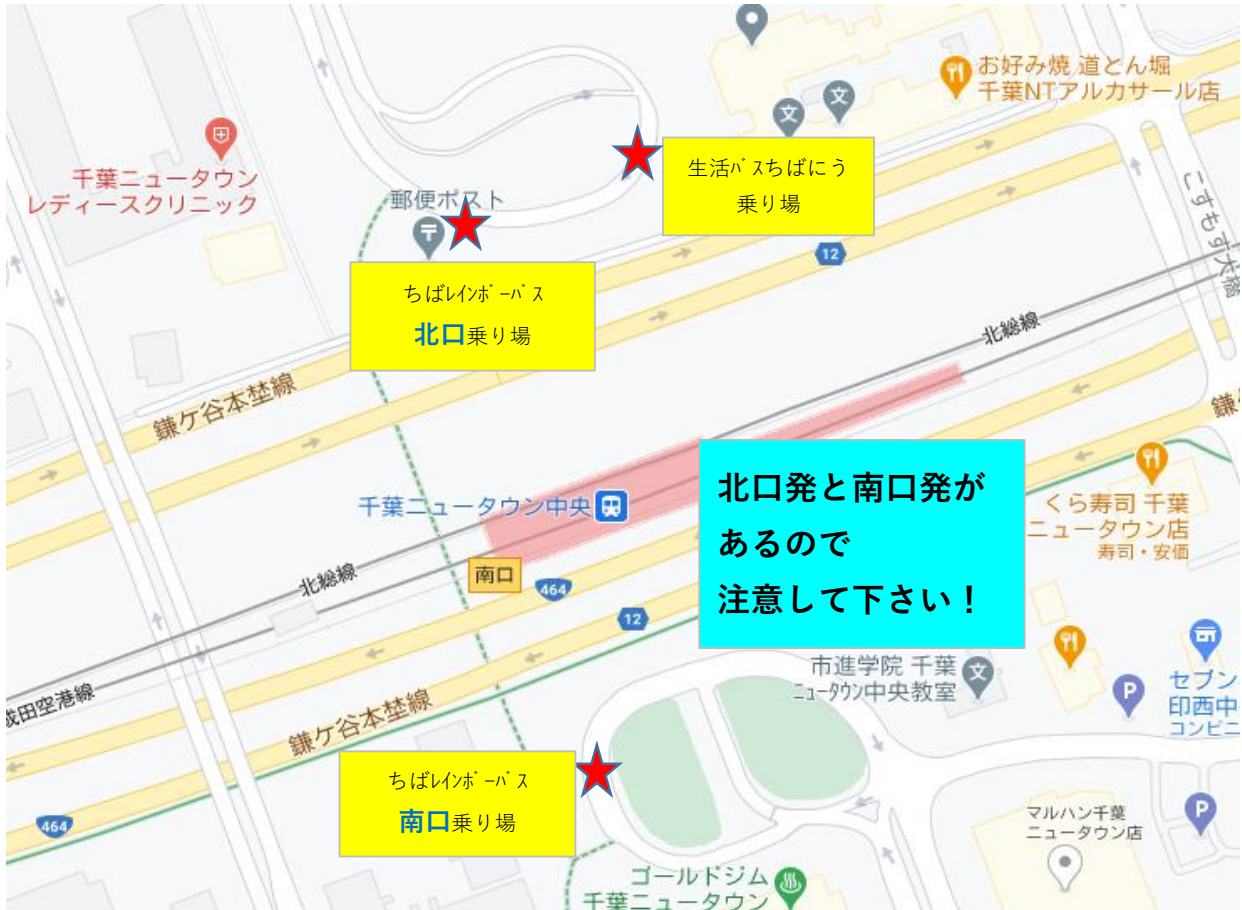 お好み焼 道とん堀
千葉NTアルカサール店
文
文
千葉ニュータウン
レディースクリニック
郵便ポスト
〒
生活バスちばにう
乗り場
こすもす大橋
12
ちばレインボーバス
北口乗り場
北総線
鎌ケ谷本埜線
北口発と南口発が
あるので
注意して下さい！
くら寿司 千葉
ニュータウン店
寿司・安価
千葉ニュータウン中央
南口
464
北総線
12
市進学院 千葉
ニュータウン中央教室
文
P
セブン
印西中
コンビニ
成田空港線
鎌ケ谷本埜線
ちばレインボーバス
南口乗り場
464
マルハン千葉
ニュータウン店
P
ゴールドジム
千葉ニュータウン